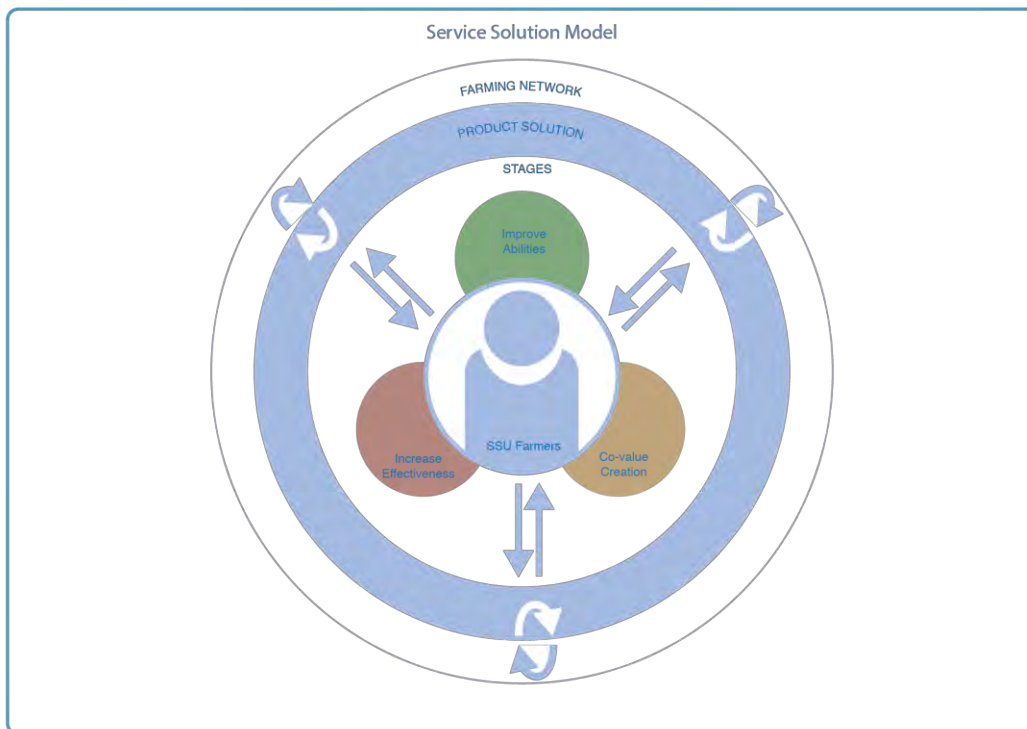 Service Solution Model
FARMING NETWORK
PRODUCT SOLUTION
STAGES
Improve
Abilities
SSU Farmers
Increase
Effectiveness
Co-value
Creation